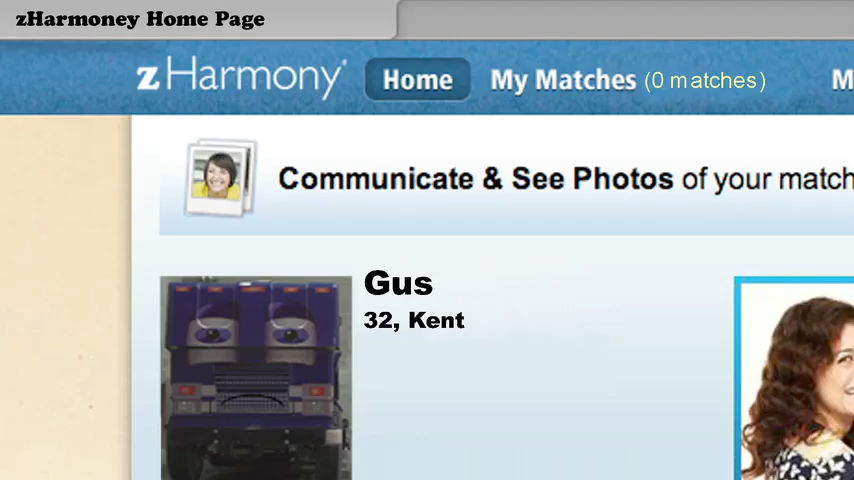 zHarmoney Home Page
zHarmony Home My Matches (0 matches) M
Communicate & See Photos of your match
Gus
32, Kent